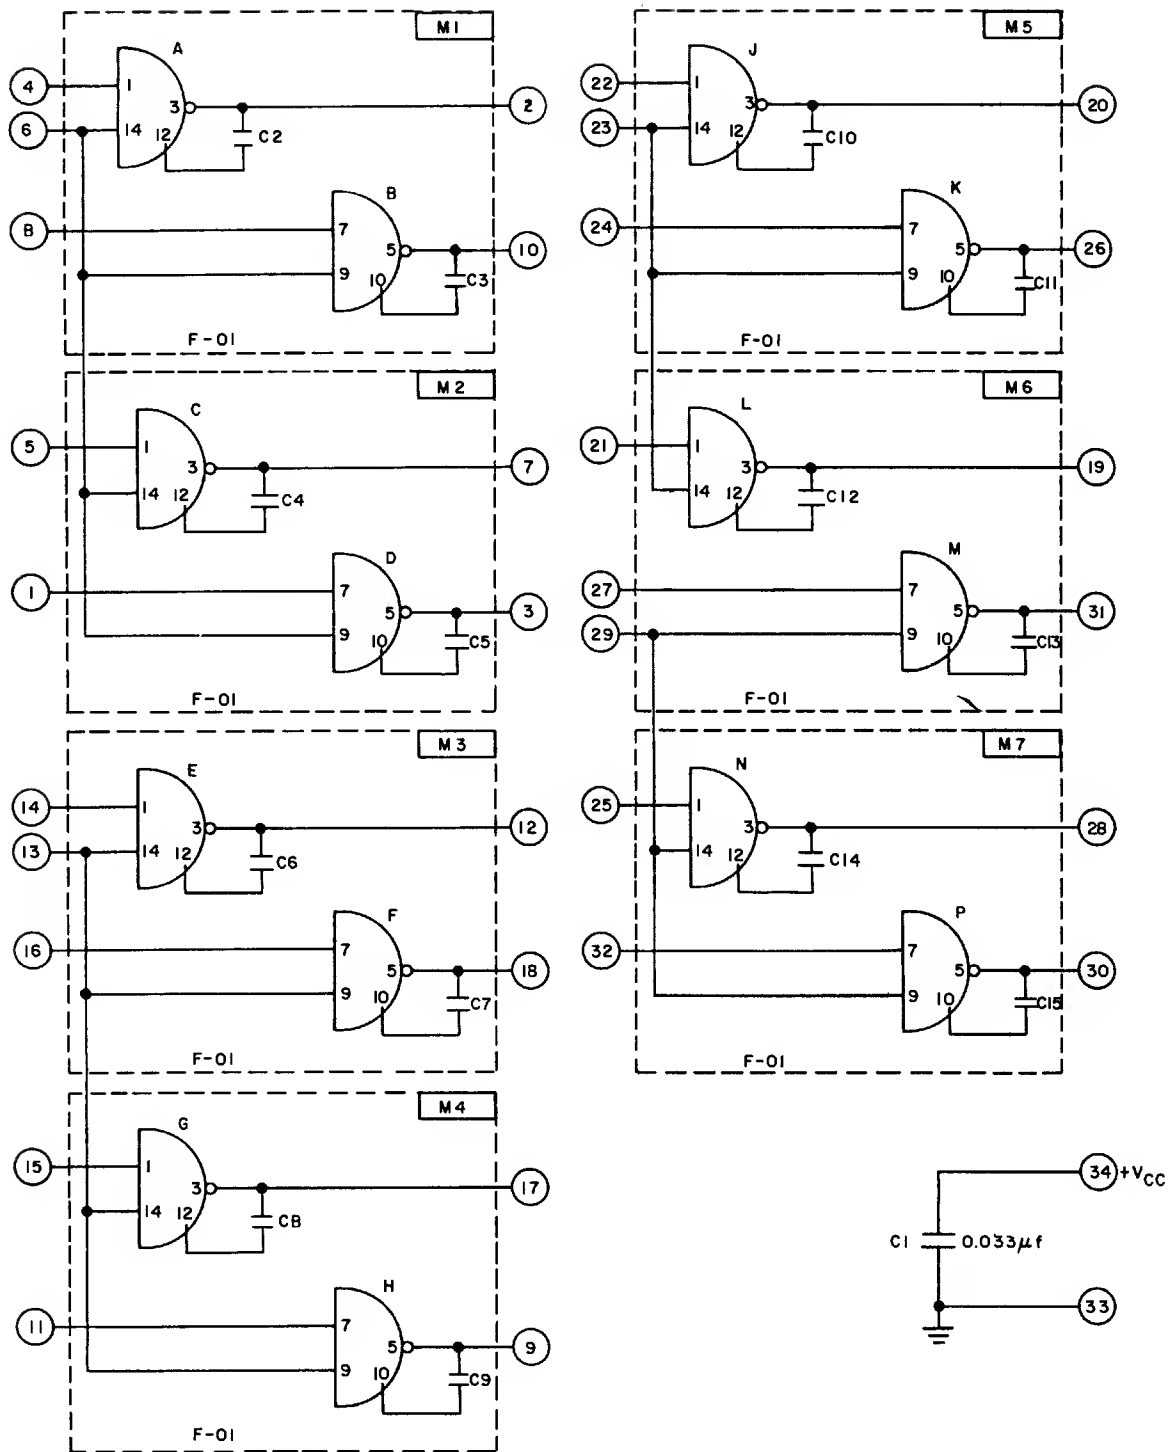 M1
A
4
1
3
2
6
14
12
C2
B
8
7
5
10
9
10
C3
F-01
M2
C
5
1
3
7
14
12
C4
D
1
7
5
3
9
10
C5
F-01
M3
E
14
1
3
12
13
14
12
C6
F
16
7
5
18
9
10
C7
F-01
M4
G
15
1
3
17
14
12
C8
H
11
7
5
9
9
10
C9
F-01
M5
J
22
1
3
20
23
14
12
C10
K
24
7
5
26
9
10
C11
F-01
M6
L
21
1
3
19
14
12
C12
M
27
7
5
31
29
9
10
C13
F-01
M7
N
25
1
3
28
14
12
C14
P
32
7
5
30
9
10
C15
F-01
34 +VCC
C1 0.033μf
33